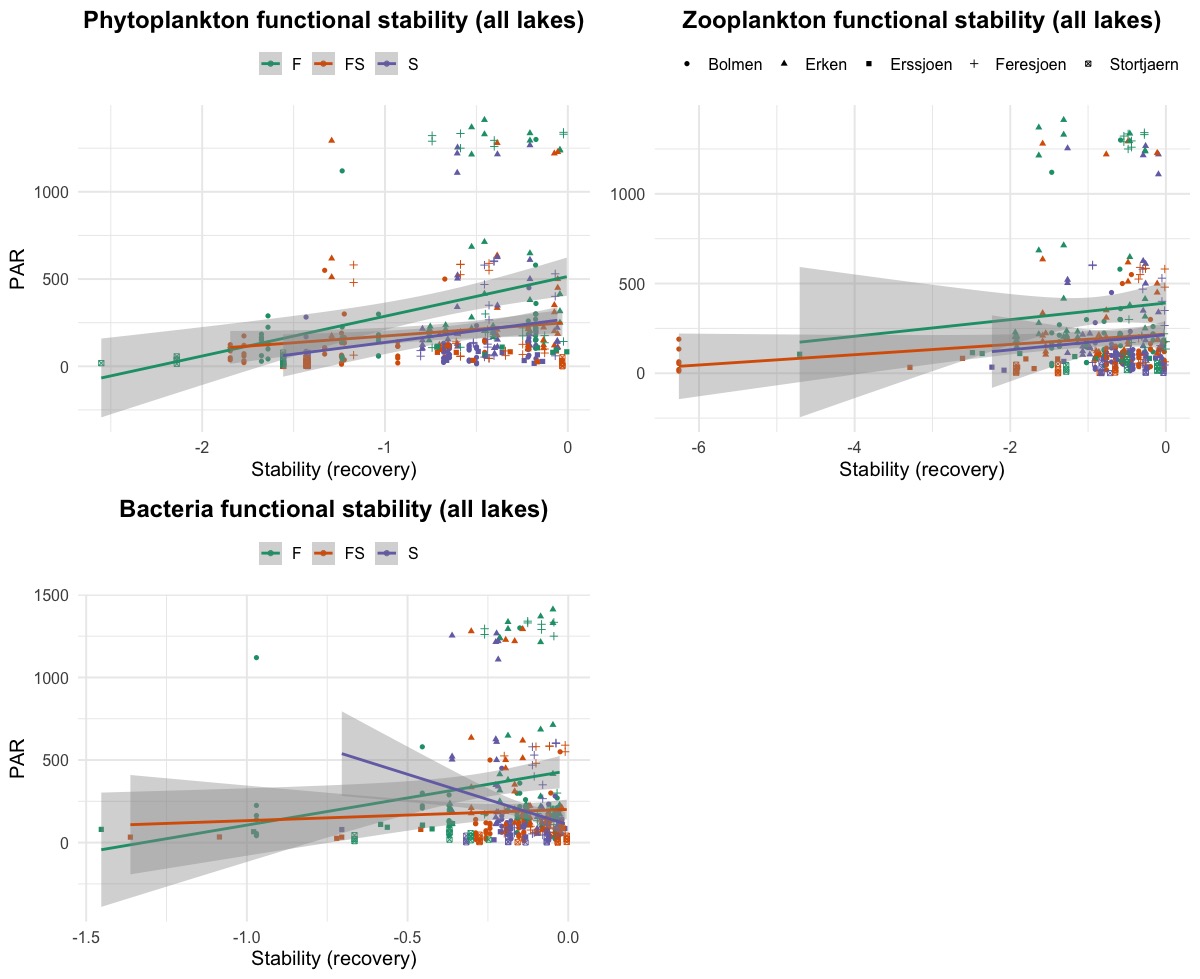 Phytoplankton functional stability (all lakes)
F FS S
PAR
1000
500
0
-2 -1 0
Stability (recovery)
Zooplankton functional stability (all lakes)
Bolmen Erken Erssjoen Feresjoen Stortjaern
1000
500
0
-6 -4 -2 0
Stability (recovery)
Bacteria functional stability (all lakes)
F FS S
PAR
1500
1000
500
0
-1.5 -1.0 -0.5 0.0
Stability (recovery)